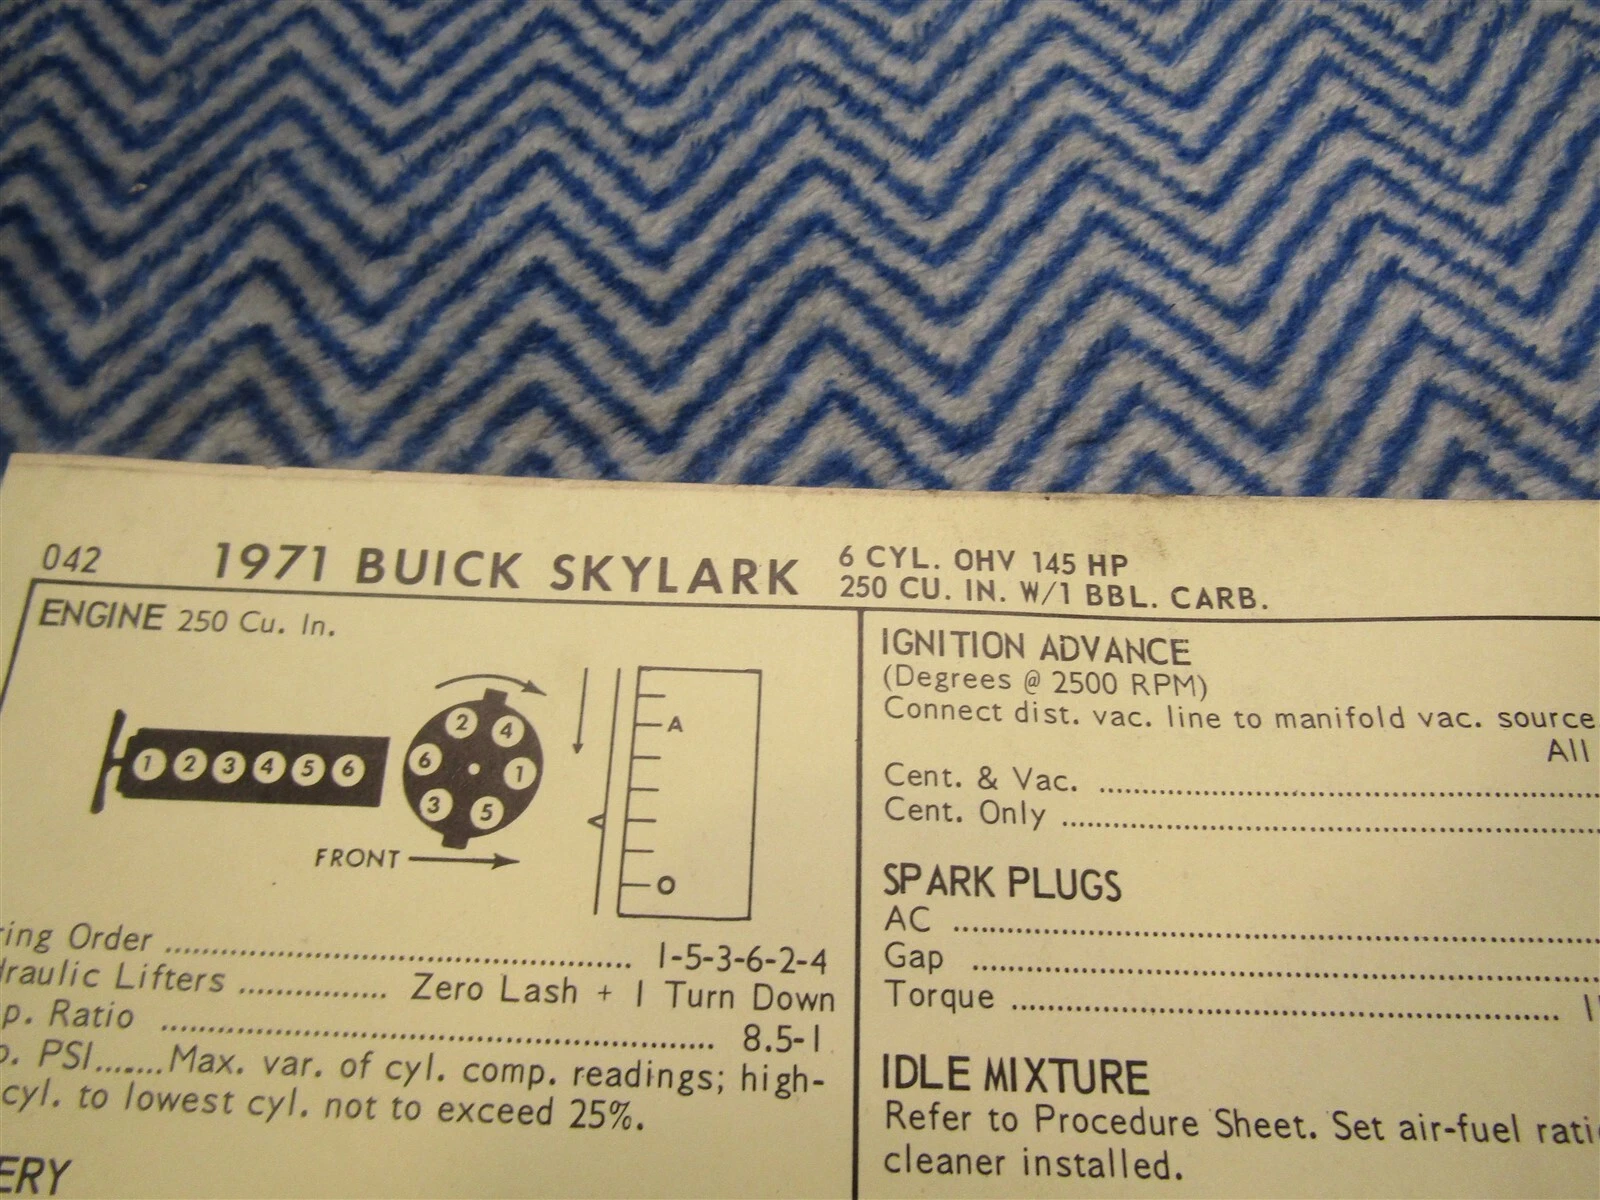 042 1971 BUICK SKYLARK 6 CYL. OHV 145 HP
250 CU. IN. W/1 BBL. CARB.
ENGINE 250 Cu. In.
1 2 3 4 5 6
2 4 6 1 3 5
A
O
FRONT
ing Order ........ 1-5-3-6-2-4
raulic Lifters ........ Zero Lash + 1 Turn Down
p. Ratio ........ 8.5-1
. PSI.......Max. var. of cyl. comp. readings; high-
cyl. to lowest cyl. not to exceed 25%.
ERY
IGNITION ADVANCE
(Degrees @ 2500 RPM)
Connect dist. vac. line to manifold vac. source
All
Cent. & Vac. ........
Cent. Only ........
SPARK PLUGS
AC ........
Gap ........
Torque ........
IDLE MIXTURE
Refer to Procedure Sheet. Set air-fuel rati
cleaner installed.